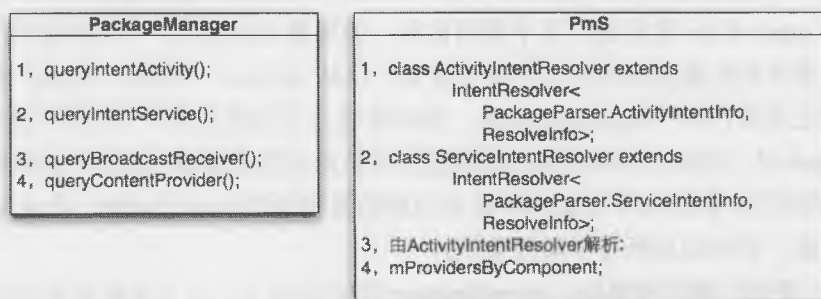 PackageManager
1，queryIntentActivity();
2，queryIntentService();
3，queryBroadcastReceiver();
4，queryContentProvider();
PmS
1，class ActivityIntentResolver extends
IntentResolver<
PackageParser.ActivityIntentInfo,
ResolveInfo>;
2，class ServiceIntentResolver extends
IntentResolver<
PackageParser.ServiceIntentInfo,
ResolveInfo>;
3，由ActivityIntentResolver解析:
4，mProvidersByComponent;